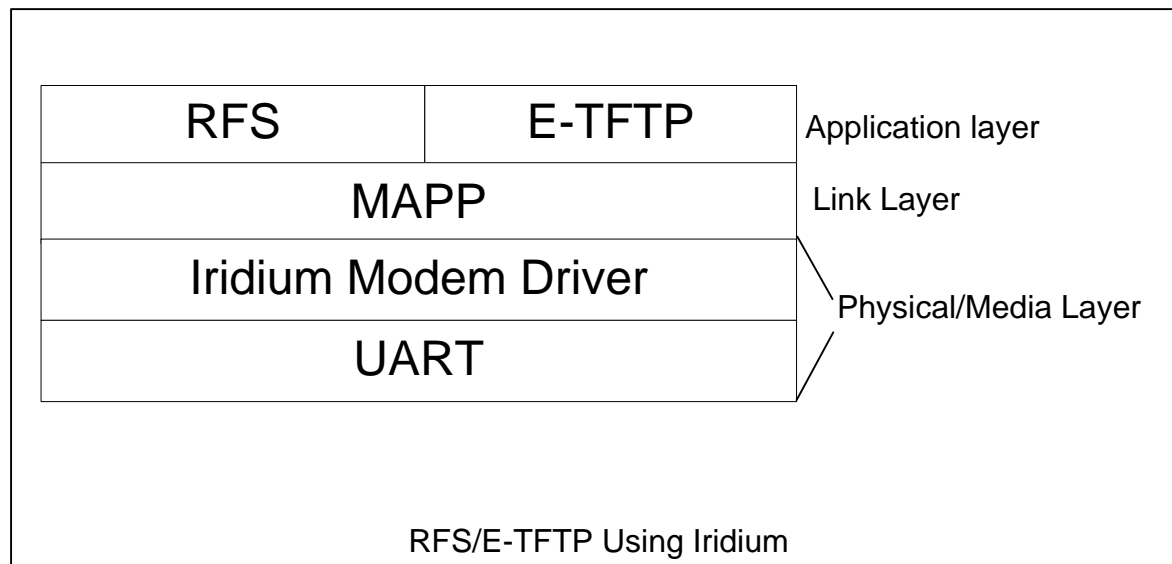 RFS E-TFTP Application layer
MAPP Link Layer
Iridium Modem Driver
Physical/Media Layer
UART
RFS/E-TFTP Using Iridium